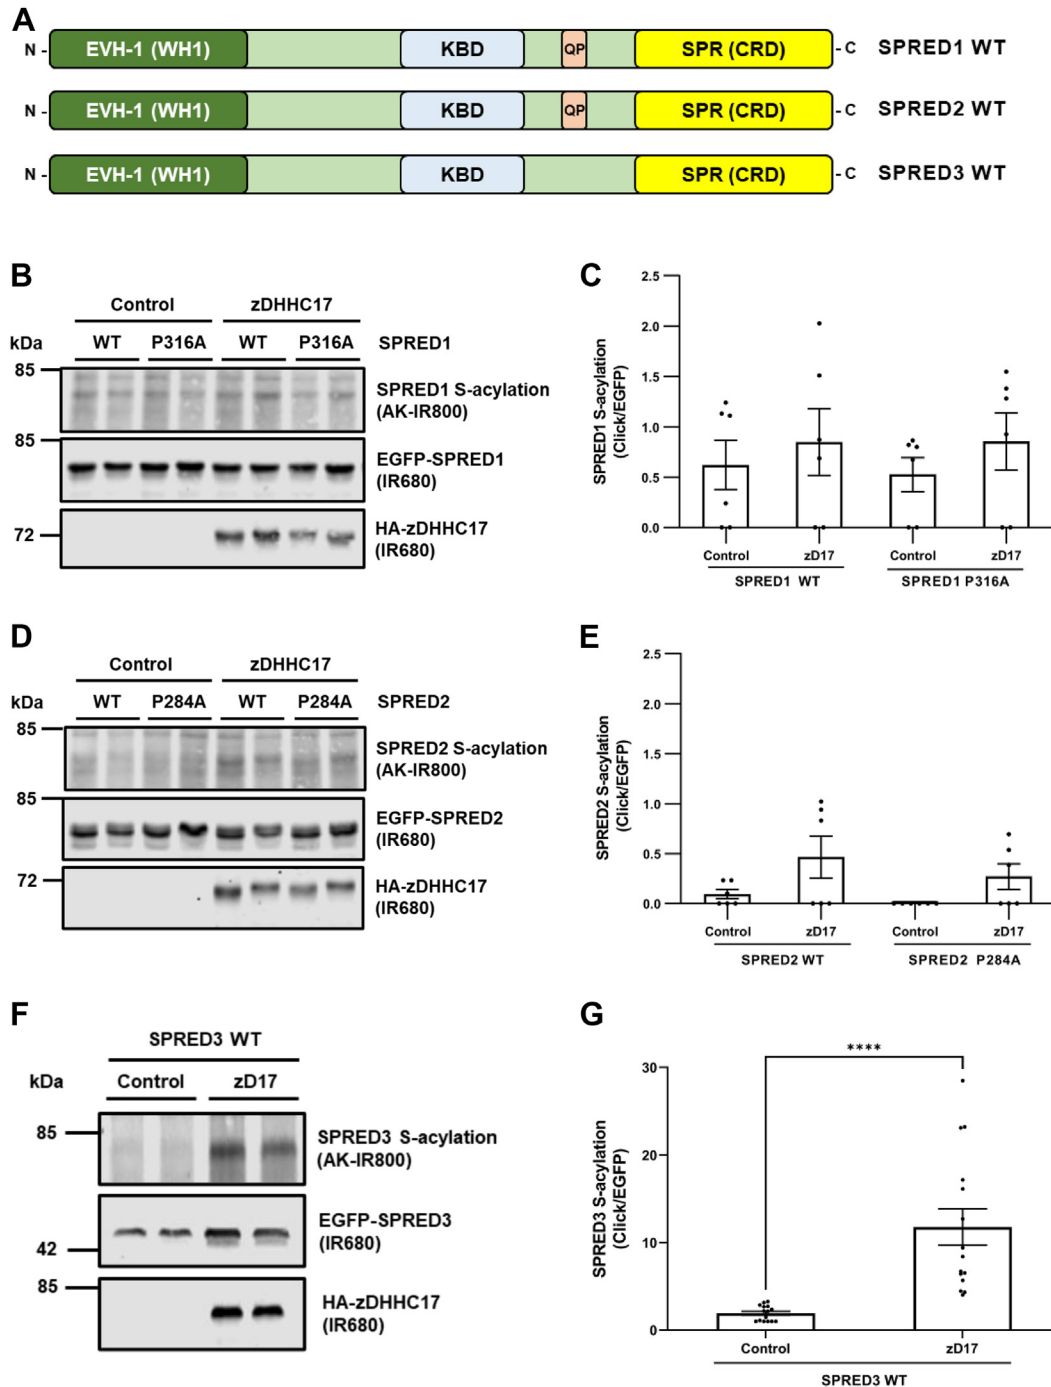 A
N - EVH-1 (WH1) KBD QP SPR (CRD) - C SPRED1 WT
N - EVH-1 (WH1) KBD QP SPR (CRD) - C SPRED2 WT
N - EVH-1 (WH1) KBD SPR (CRD) - C SPRED3 WT
B
Control zDHHC17
kDa WT P316A WT P316A SPRED1
85
SPRED1 S-acylation
(AK-IR800)
85
EGFP-SPRED1
(IR680)
72
HA-zDHHC17
(IR680)
C
SPRED1 S-acylation
(Click/EGFP)
2.5
2.0
1.5
1.0
0.5
0.0
Control zD17 Control zD17
SPRED1 WT SPRED1 P316A
D
Control zDHHC17
kDa WT P284A WT P284A SPRED2
85
SPRED2 S-acylation
(AK-IR800)
85
EGFP-SPRED2
(IR680)
72
HA-zDHHC17
(IR680)
E
SPRED2 S-acylation
(Click/EGFP)
2.5
2.0
1.5
1.0
0.5
0.0
Control zD17 Control zD17
SPRED2 WT SPRED2 P284A
F
SPRED3 WT
kDa Control zD17
85
SPRED3 S-acylation
(AK-IR800)
EGFP-SPRED3
(IR680)
42
85
HA-zDHHC17
(IR680)
G
SPRED3 S-acylation
(Click/EGFP)
****
30
20
10
0
Control zD17
SPRED3 WT